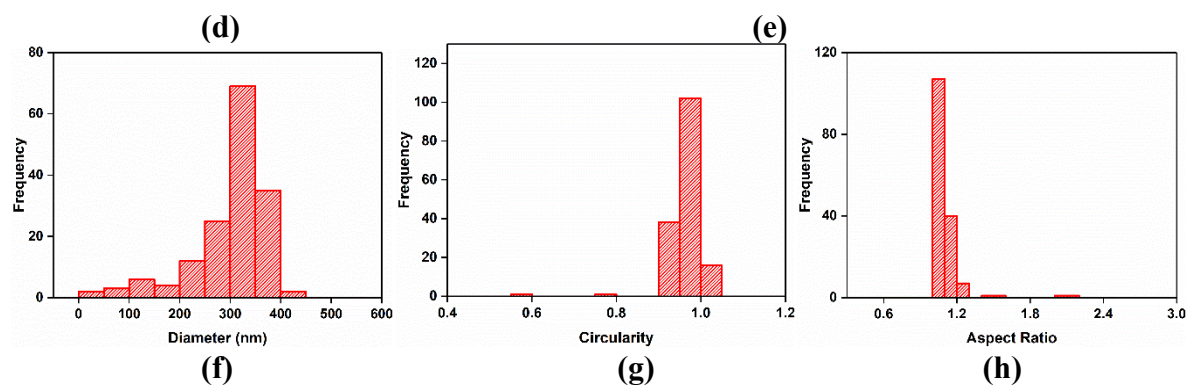 (d)
(e)
80
60
40
20
0
Frequency
0 100 200 300 400 500 600
Diameter (nm)
(f)
120
100
80
60
40
20
0
Frequency
0.4 0.6 0.8 1.0 1.2
Circularity
(g)
120
80
40
0
Frequency
0.6 1.2 1.8 2.4 3.0
Aspect Ratio
(h)